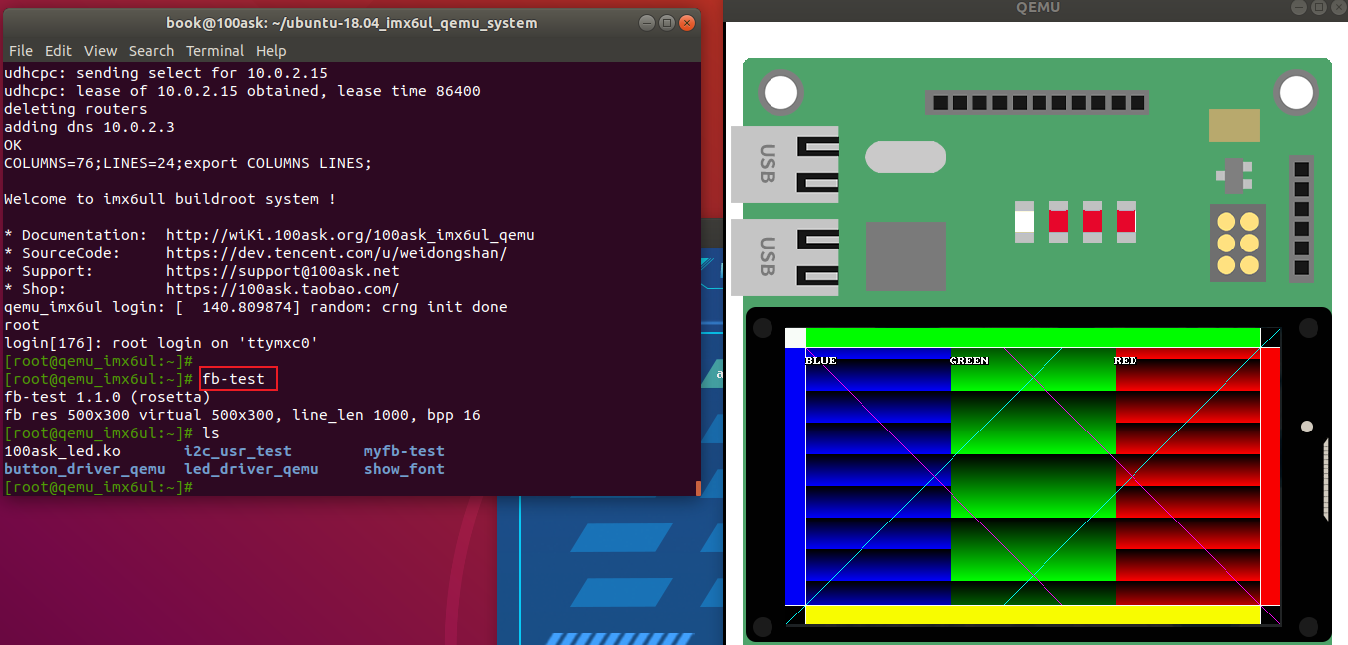 book@100ask: ~/ubuntu-18.04_imx6ul_qemu_system
File Edit View Search Terminal Help
udhcpc: sending select for 10.0.2.15
udhcpc: lease of 10.0.2.15 obtained, lease time 86400
deleting routers
adding dns 10.0.2.3
OK
COLUMNS=76;LINES=24;export COLUMNS LINES;
Welcome to imx6ull buildroot system !
* Documentation:  http://wiKi.100ask.org/100ask_imx6ul_qemu
* SourceCode:     https://dev.tencent.com/u/weidongshan/
* Support:        https://support@100ask.net
* Shop:           https://100ask.taobao.com/
qemu_imx6ul login: [  140.809874] random: crng init done
root
login[176]: root login on 'ttymxc0'
[root@qemu_imx6ul:~]#
[root@qemu_imx6ul:~]# fb-test
fb-test 1.1.0 (rosetta)
fb res 500x300 virtual 500x300, line_len 1000, bpp 16
[root@qemu_imx6ul:~]# ls
100ask_led.ko       i2c_usr_test        myfb-test
button_driver_qemu  led_driver_qemu     show_font
[root@qemu_imx6ul:~]#
QEMU
USB
USB
BLUE GREEN RED